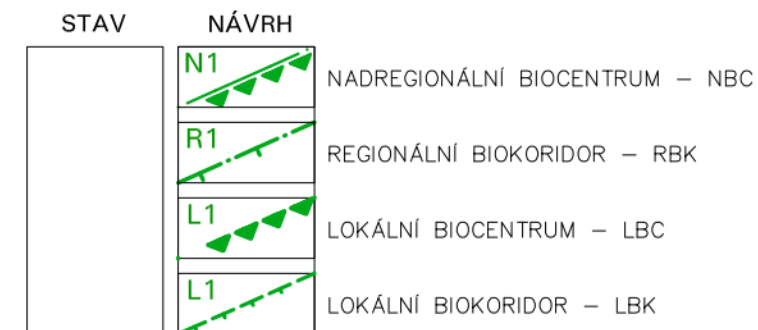 STAV NÁVRH
N1 NADREGIONÁLNÍ BIOCENTRUM – NBC
R1 REGIONÁLNÍ BIOKORIDOR – RBK
L1 LOKÁLNÍ BIOCENTRUM – LBC
L1 LOKÁLNÍ BIOKORIDOR – LBK